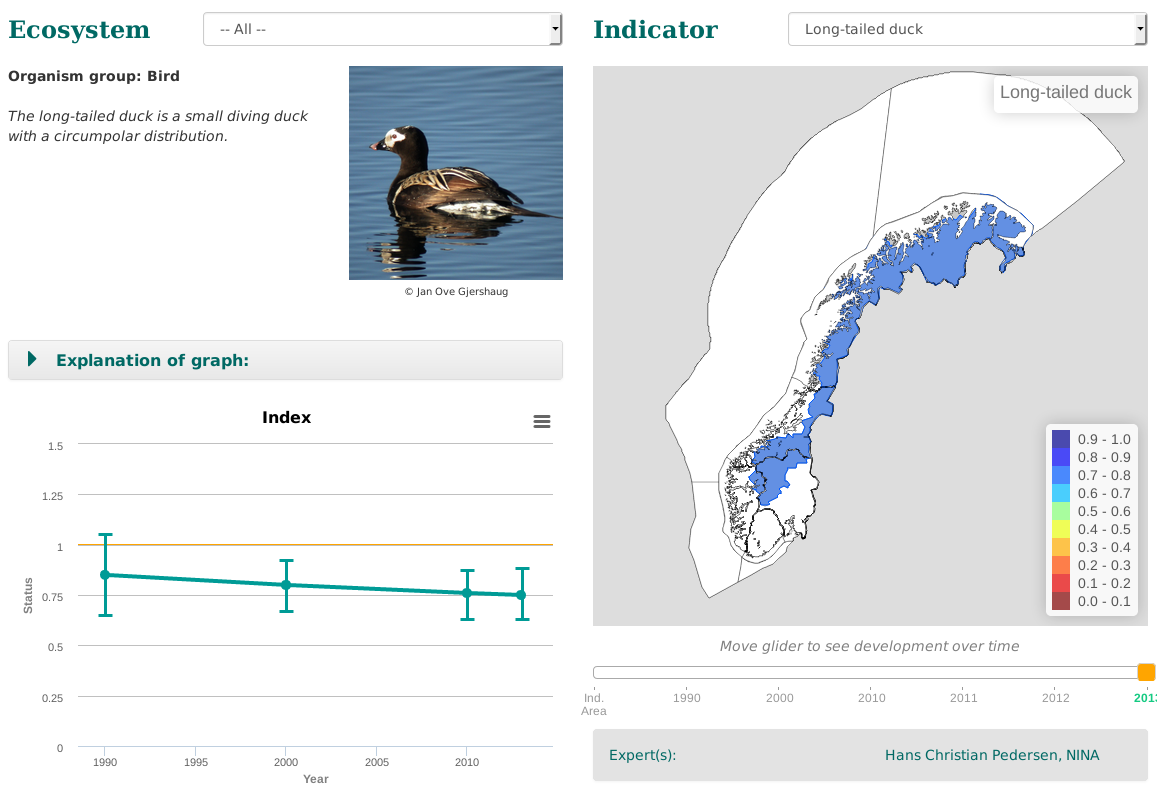 Ecosystem
-- All --
Organism group: Bird
The long-tailed duck is a small diving duck
with a circumpolar distribution.
© Jan Ove Gjershaug
Explanation of graph:
Index
1.5
1.25
1
0.75
0.5
0.25
0
Status
1990
1995
2000
2005
2010
Year
Indicator
Long-tailed duck
Long-tailed duck
0.9 - 1.0
0.8 - 0.9
0.7 - 0.8
0.6 - 0.7
0.5 - 0.6
0.4 - 0.5
0.3 - 0.4
0.2 - 0.3
0.1 - 0.2
0.0 - 0.1
Move glider to see development over time
Ind.
Area
1990
2000
2010
2011
2012
Expert(s):
Hans Christian Pedersen, NINA